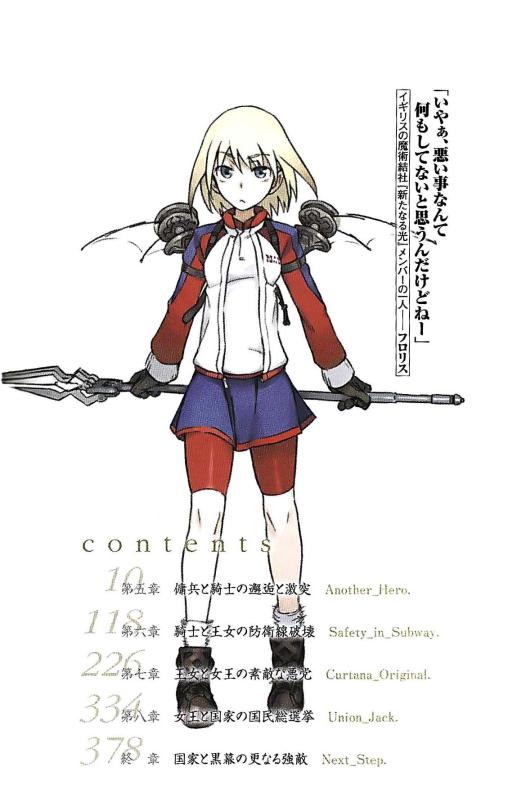 「いやぁ、悪い事なんて
何もしてないと思うんだけどねー」
イギリスの魔術結社『新たなる光』メンバーの一人――フロリス
contents
10 第五章 傭兵と騎士の邂逅と激突 Another_Hero.
118 第六章 騎士と王女の防衛線破壊 Safety_in_Subway.
226 第七章 王女と女王の素敵な悪党 Curtana_Original.
334 第八章 女王と国家の国民総選挙 Union_Jack.
378 終 章 国家と黒幕の更なる強敵 Next_Step.